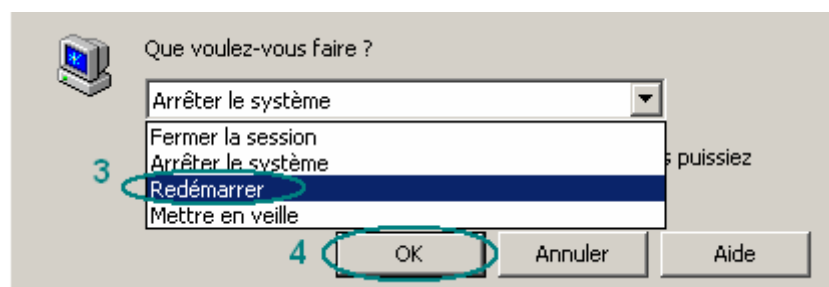 Que voulez-vous faire ?
Arrêter le système
Fermer la session
Arrêter le système
puissiez
3
Redémarrer
Mettre en veille
4
OK
Annuler
Aide